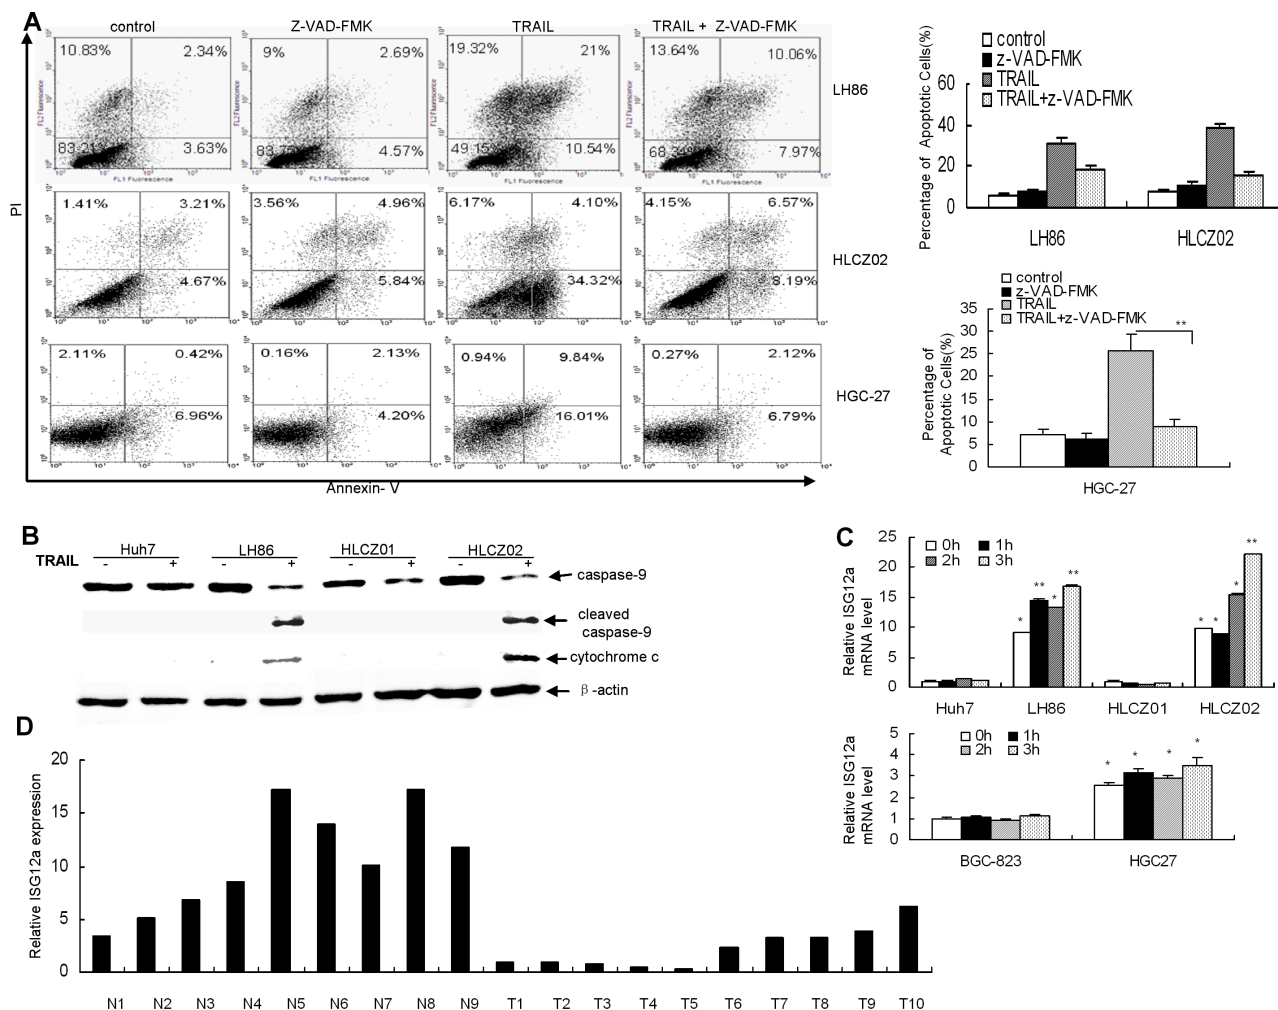 A
control
Z-VAD-FMK
TRAIL
TRAIL + Z-VAD-FMK
10.83%
2.34%
3.63%
9%
2.69%
4.57%
19.32%
21%
49.15%
10.54%
13.64%
10.06%
7.97%
LH86
FL2 Fluorescence
FL1 Fluorescence
FL1 Fluorescence
FL1 Fluorescence
FL1 Fluorescence
1.41%
3.21%
4.67%
3.56%
4.96%
5.84%
6.17%
4.10%
34.32%
4.15%
6.57%
8.19%
HLCZ02
2.11%
0.42%
6.96%
0.16%
2.13%
4.20%
0.94%
9.84%
16.01%
0.27%
2.12%
6.79%
HGC-27
PI
Annexin- V
control
z-VAD-FMK
TRAIL
TRAIL+z-VAD-FMK
Percentage of Apoptotic Cells(%)
60
40
20
0
LH86 HLCZ02
control
z-VAD-FMK
TRAIL
TRAIL+z-VAD-FMK
**
Percentage of
Apoptotic Cells(%)
35
30
25
20
15
10
5
0
HGC-27
B
Huh7 LH86 HLCZ01 HLCZ02
TRAIL - + - + - + - +
caspase-9
cleaved
caspase-9
cytochrome c
β-actin
C
0h 1h
2h 3h
Relative ISG12a
mRNA level
25
20
15
10
5
0
* ** * **
* * * **
Huh7 LH86 HLCZ01 HLCZ02
0h 1h
2h 3h
Relative ISG12a
mRNA level
5
4
3
2
1
0
* * * *
BGC-823 HGC27
D
Relative ISG12a expression
20
15
10
5
0
N1 N2 N3 N4 N5 N6 N7 N8 N9 T1 T2 T3 T4 T5 T6 T7 T8 T9 T10